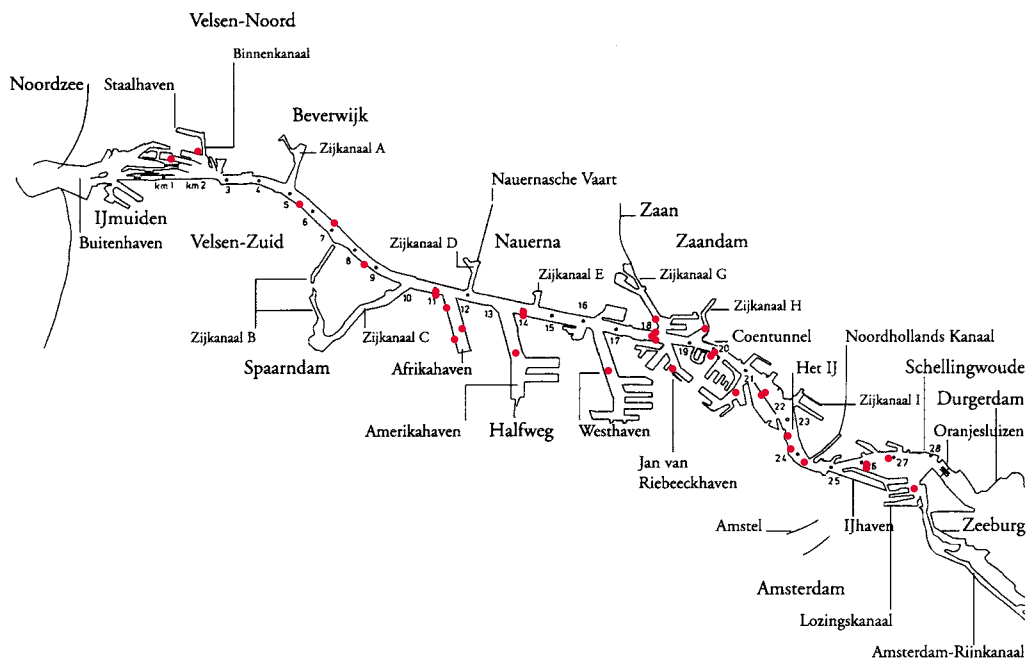 Velsen-Noord
Binnenkanaal
Noordzee
Staalhaven
Beverwijk
Zijkanaal A
km 1
km 2
3
4
5
6
7
8
9
10
11
12
13
14
15
16
17
18
19
20
21
22
23
24
25
6
27
28
IJmuiden
Buitenhaven
Velsen-Zuid
Nauernasche Vaart
Zijkanaal D
Nauerna
Zijkanaal E
Zaan
Zaandam
Zijkanaal G
Zijkanaal H
Coentunnel
Noordhollands Kanaal
Het IJ
Schellingwoude
Zijkanaal I
Durgerdam
Oranjesluizen
Zijkanaal B
Zijkanaal C
Spaarndam
Afrikahaven
Amerikahaven
Halfweg
Westhaven
Jan van
Riebeeckhaven
Amstel
IJhaven
Zeeburg
Amsterdam
Lozingskanaal
Amsterdam-Rijnkanaal